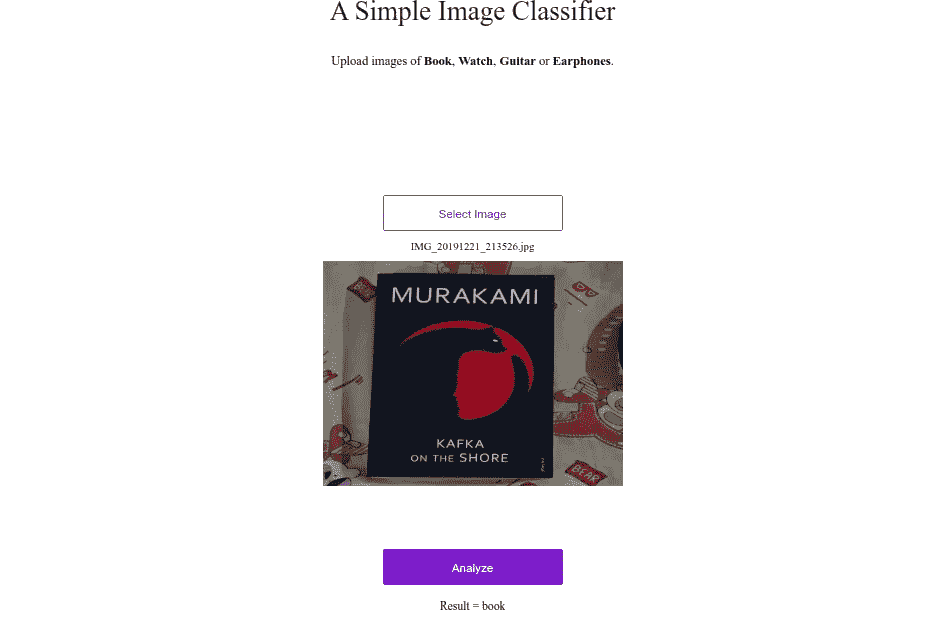 A Simple Image Classifier
Upload images of Book, Watch, Guitar or Earphones.
Select Image
IMG_20191221_213526.jpg
MURAKAMI
KAFKA
ON THE SHORE
BEAR
Analyze
Result = book